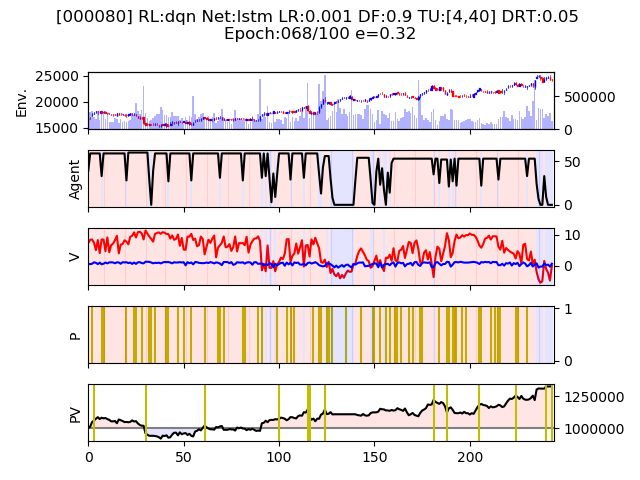 [000080] RL:dqn Net:lstm LR:0.001 DF:0.9 TU:[4,40] DRT:0.05
Epoch:068/100 e=0.32
Env.
25000
20000
15000
500000
0
Agent
50
0
V
10
0
P
1
0
PV
1250000
1000000
0 50 100 150 200